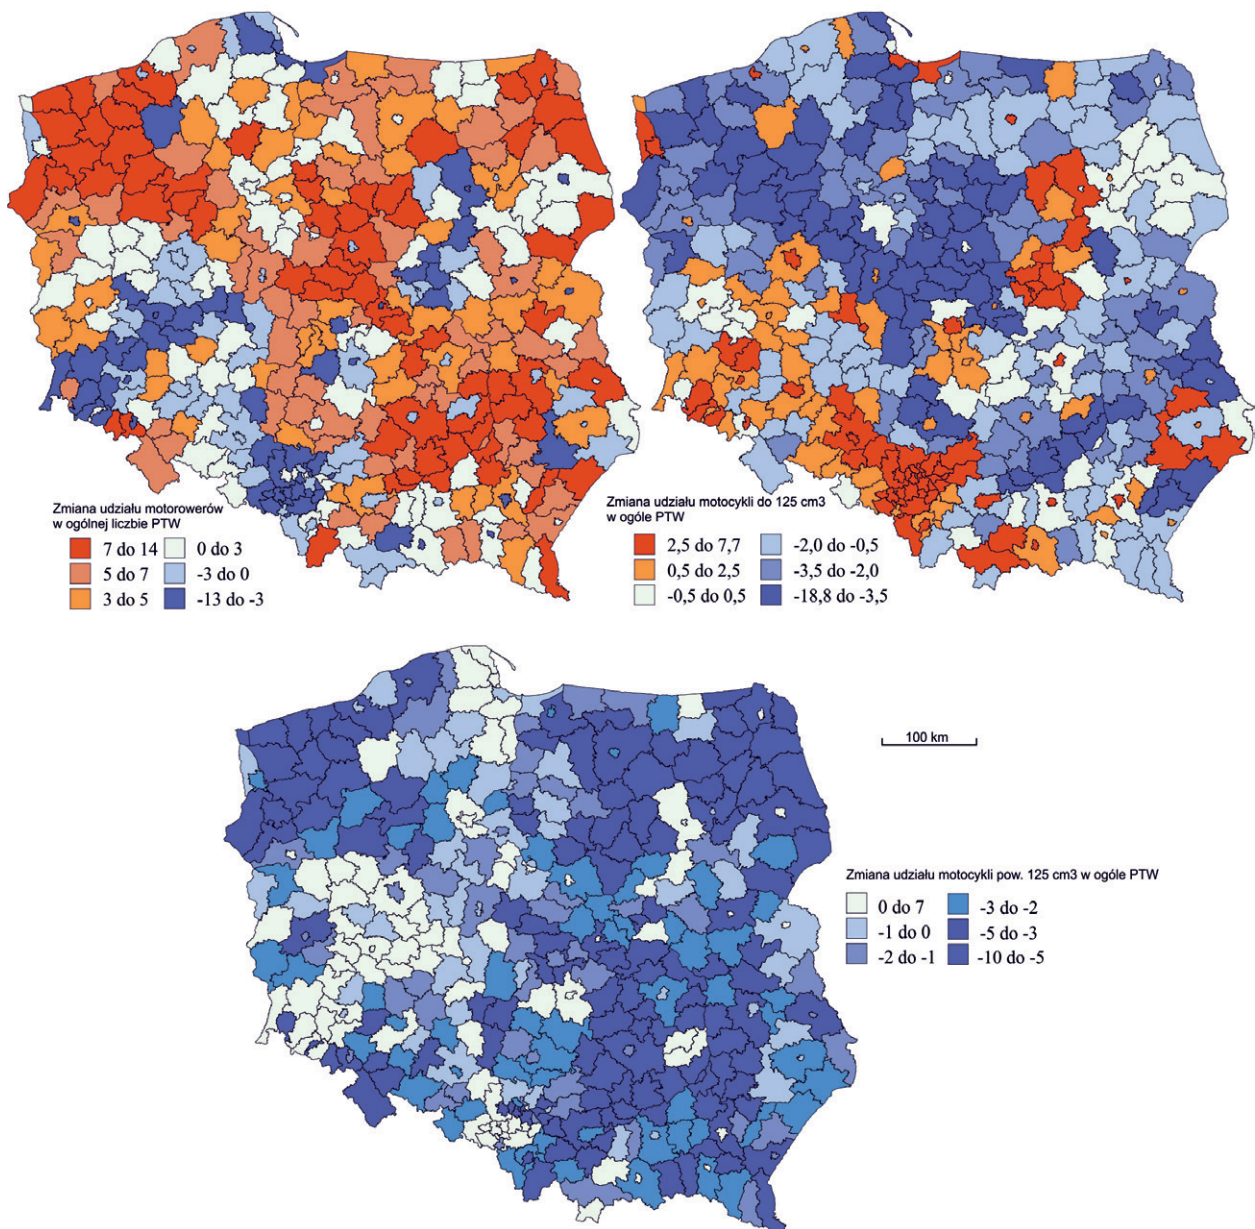 Zmiana udziału motorowerów
w ogólnej liczbie PTW
7 do 14
0 do 3
5 do 7
-3 do 0
3 do 5
-13 do -3
Zmiana udziału motocykli do 125 cm3
w ogóle PTW
2,5 do 7,7
-2,0 do -0,5
0,5 do 2,5
-3,5 do -2,0
-0,5 do 0,5
-18,8 do -3,5
100 km
Zmiana udziału motocykli pow. 125 cm3 w ogóle PTW
0 do 7
-3 do -2
-1 do 0
-5 do -3
-2 do -1
-10 do -5